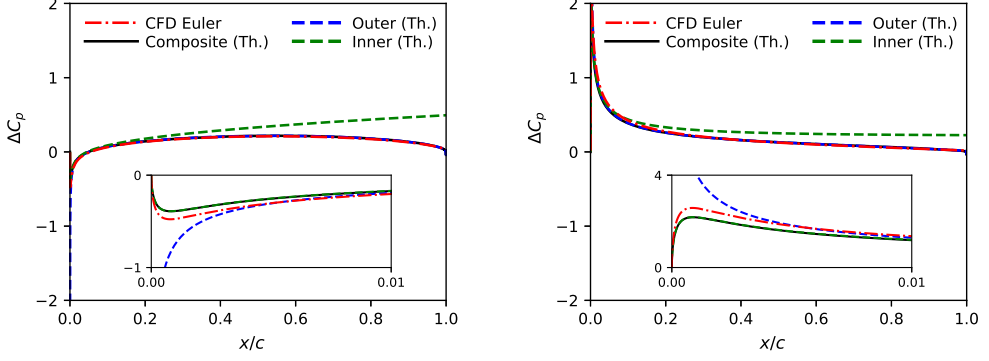 CFD Euler Outer (Th.)
Composite (Th.) Inner (Th.)
2
1
0
−1
−2
ΔCp
0
−1
0.00 0.01
0.0 0.2 0.4 0.6 0.8 1.0
x/c
CFD Euler Outer (Th.)
Composite (Th.) Inner (Th.)
2
1
0
−1
−2
ΔCp
4
0
0.00 0.01
0.0 0.2 0.4 0.6 0.8 1.0
x/c